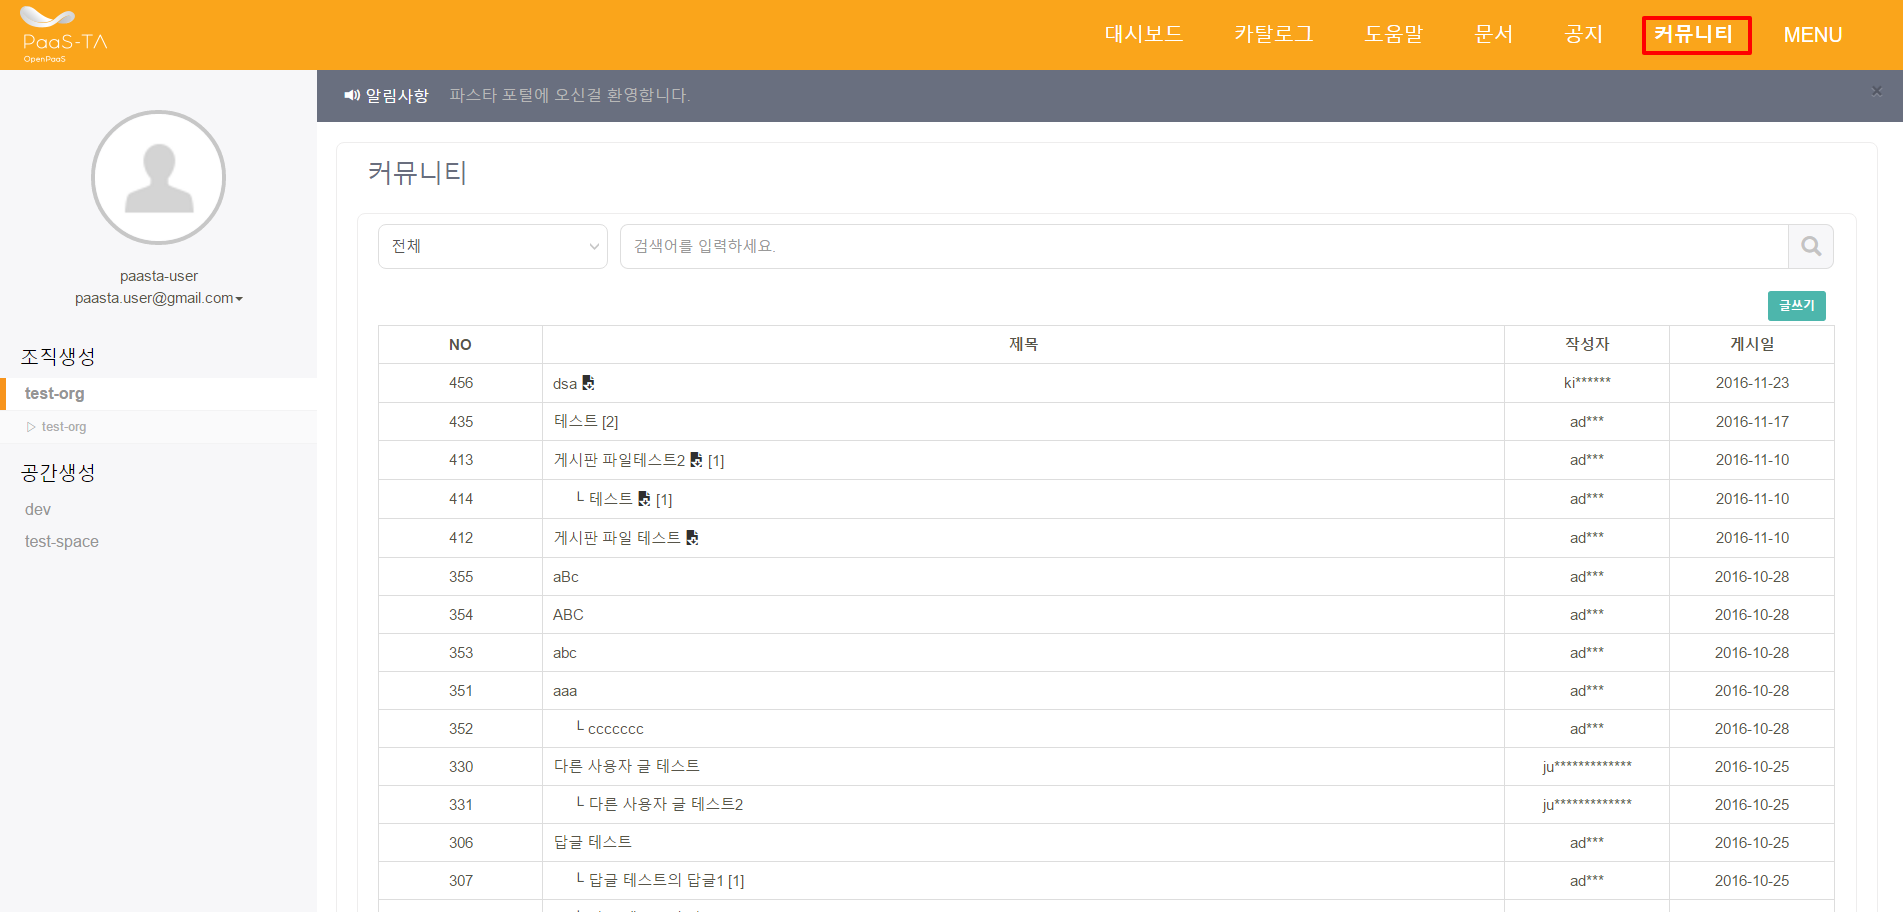 PaaS-TA
OpenPaaS
대시보드 카탈로그 도움말 문서 공지 커뮤니티 MENU
알림사항 파스타 포털에 오신걸 환영합니다. ×
paasta-user
paasta.user@gmail.com
조직생성
test-org
▷ test-org
공간생성
dev
test-space
커뮤니티
전체 검색어를 입력하세요.
글쓰기
NO 제목 작성자 게시일
456 dsa ki****** 2016-11-23
435 테스트 [2] ad*** 2016-11-17
413 게시판 파일테스트2 [1] ad*** 2016-11-10
414 └ 테스트 [1] ad*** 2016-11-10
412 게시판 파일 테스트 ad*** 2016-11-10
355 aBc ad*** 2016-10-28
354 ABC ad*** 2016-10-28
353 abc ad*** 2016-10-28
351 aaa ad*** 2016-10-28
352 └ ccccccc ad*** 2016-10-28
330 다른 사용자 글 테스트 ju************* 2016-10-25
331 └ 다른 사용자 글 테스트2 ju************* 2016-10-25
306 답글 테스트 ad*** 2016-10-25
307 └ 답글 테스트의 답글1 [1] ad*** 2016-10-25